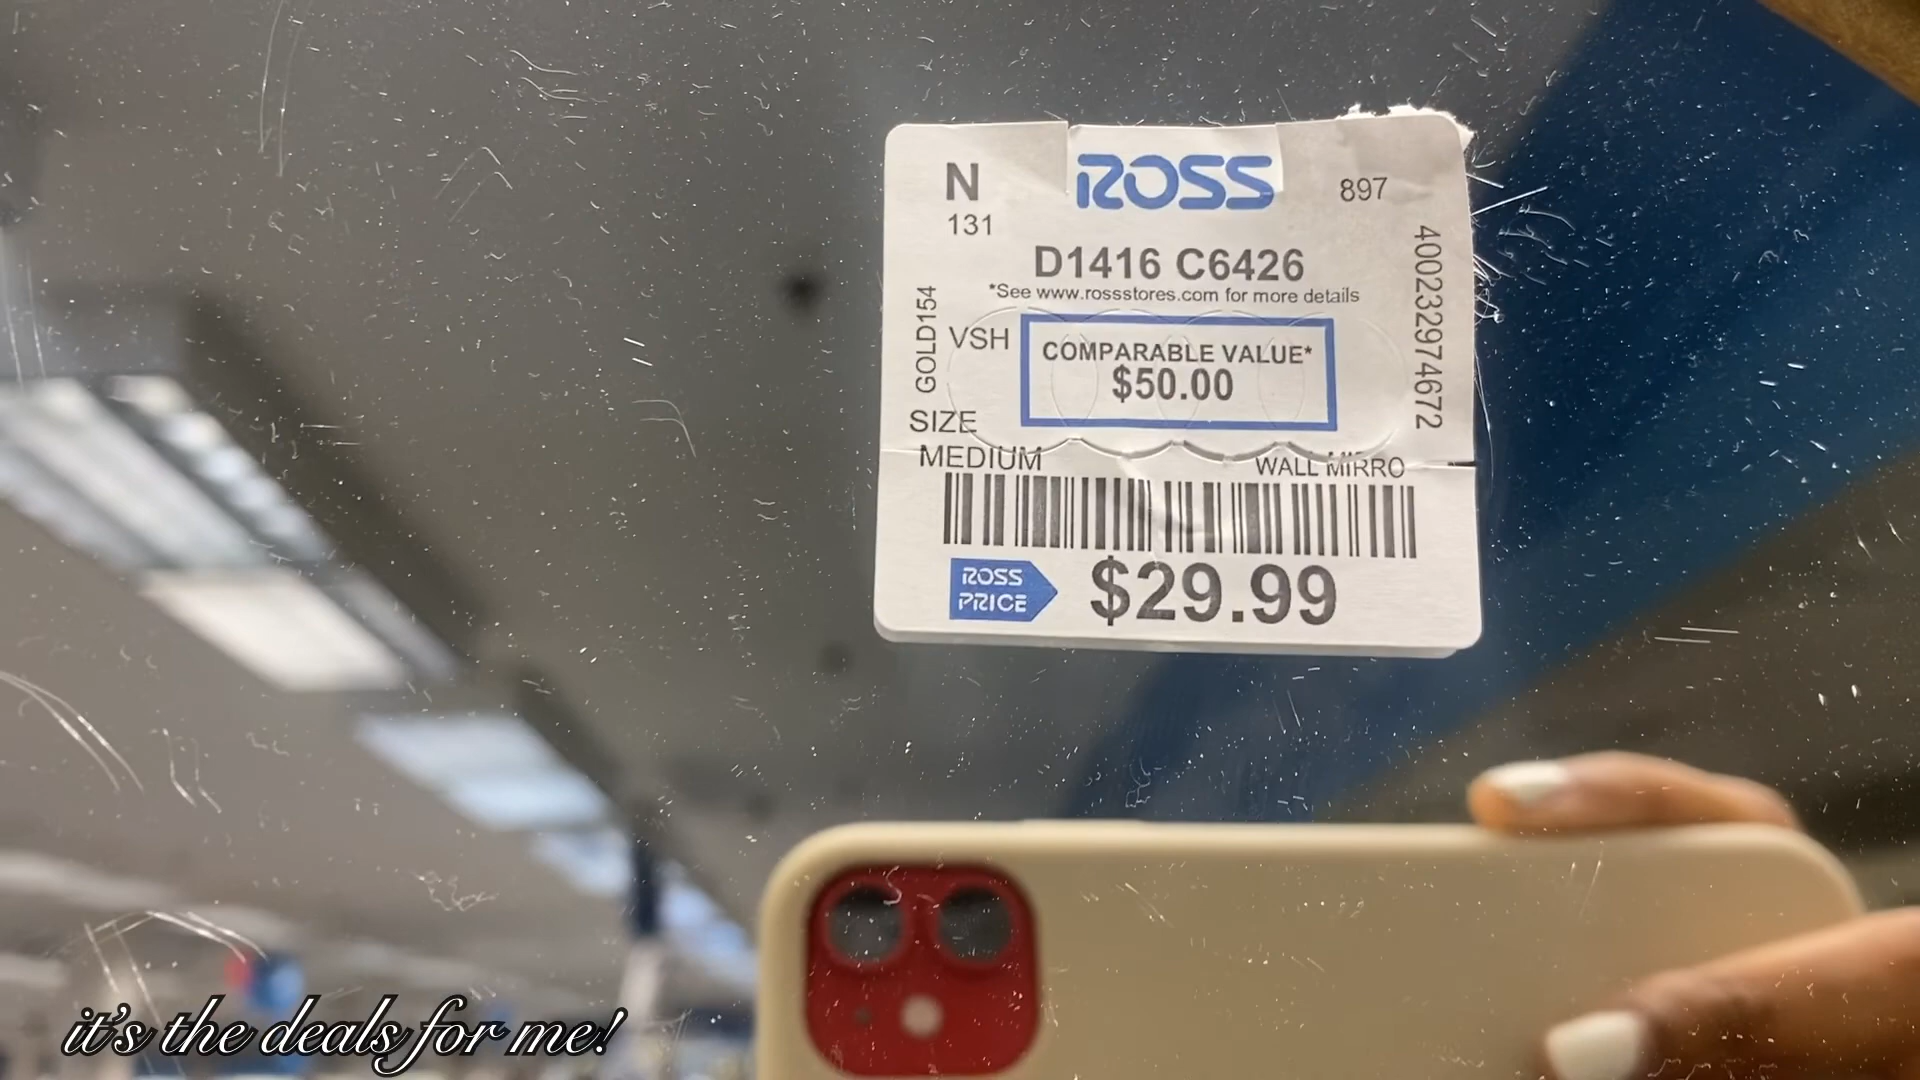 N
ROSS
897
131
D1416 C6426
*See www.rossstores.com for more details
400232974672
GOLD154
VSH
COMPARABLE VALUE*
$50.00
SIZE
MEDIUM
WALL MIRRO
ROSS
PRICE
$29.99
it's the deals for me!